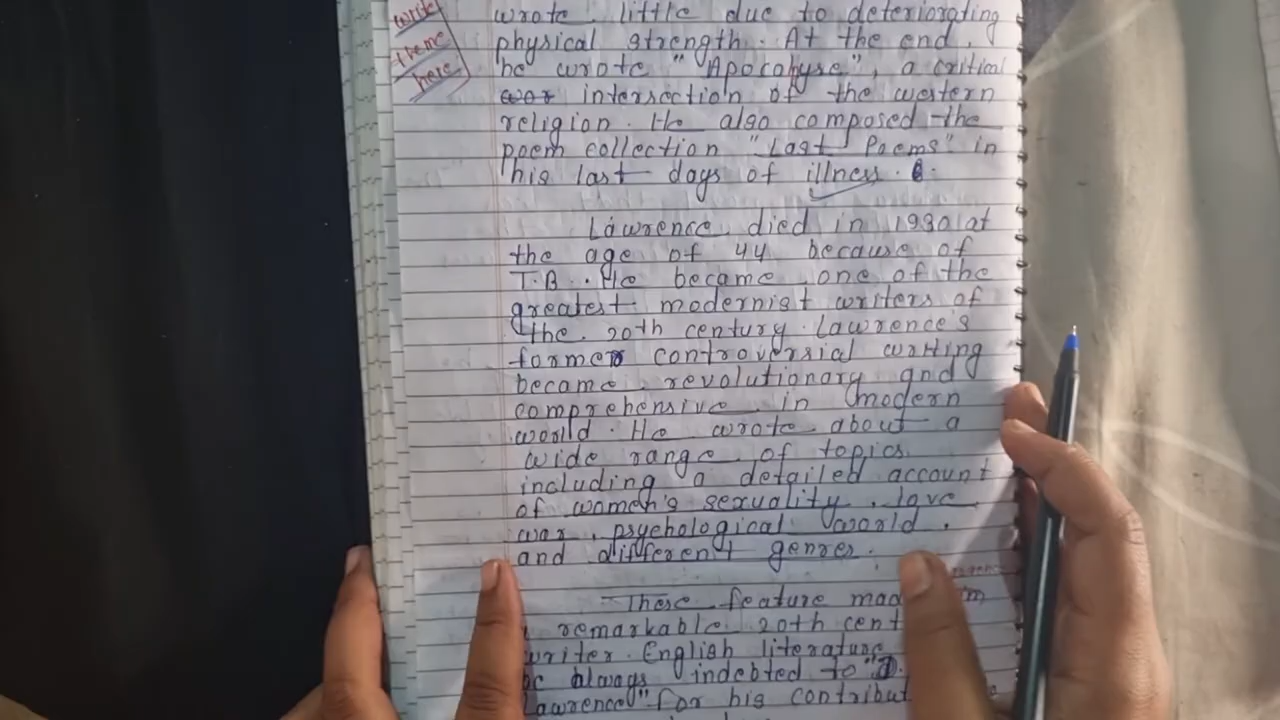 write
theme
here
wrote little due to deteriorating
physical strength. At the end,
he wrote "Apocalyse", a critical
intersection of the western
religion. He also composed the
poem collection "Last Poems" in
his last days of illness.
Lawrence died in 1930 at
the age of 44 because of
T.B. He became one of the
greatest modernist writers of
the 20th century. Lawrence's
former controversial writing
became revolutionary and
comprehensive in modern
world. He wrote about a
wide range of topics
including a detailed account
of women's sexuality, love
war, psychological world,
and different genres.
These feature
remarkable 20th cent
writer. English literature
be always indebted to "D.
Lawrence" for his contribut